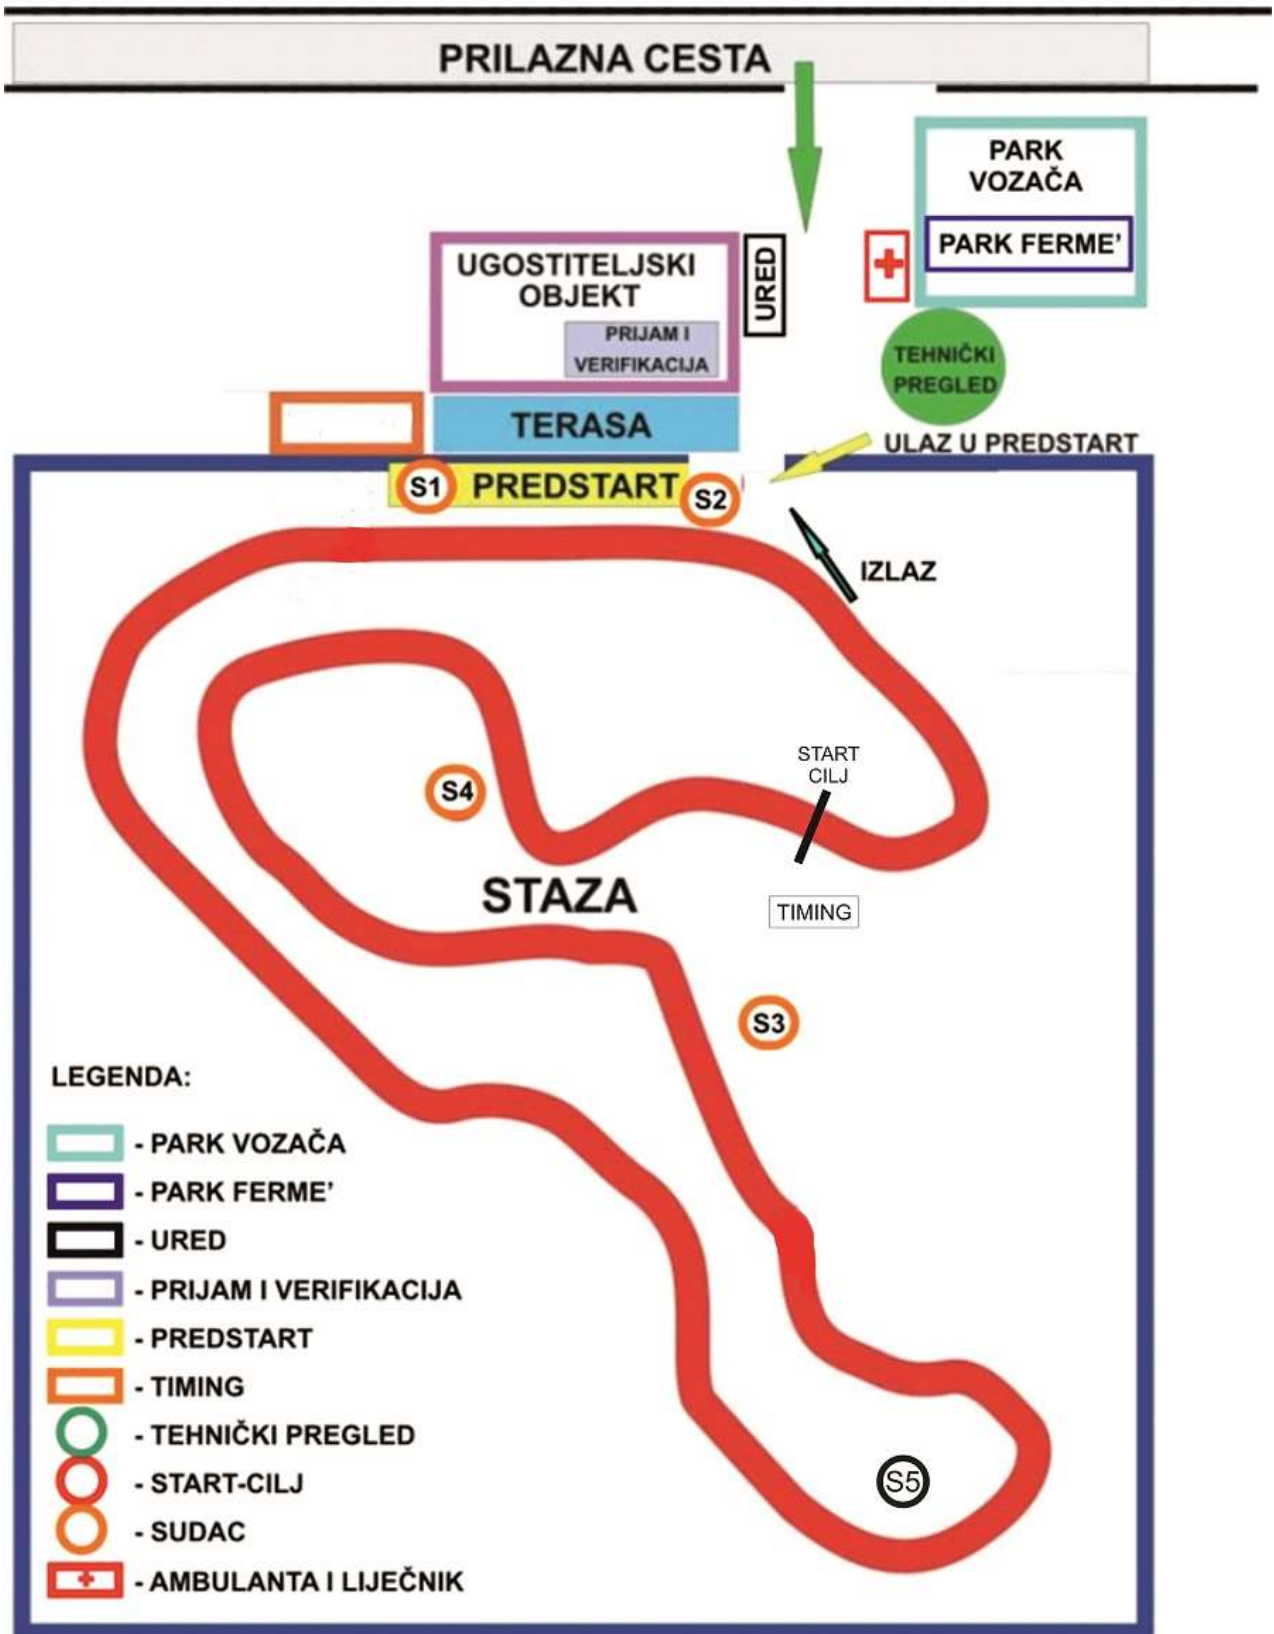 PRILAZNA CESTA
PARK
VOZAČA
PARK FERME’
UGOSTITELJSKI
OBJEKT
PRIJAM I
VERIFIKACIJA
URED
TEHNIČKI
PREGLED
TERASA
ULAZ U PREDSTART
S1
PREDSTART
S2
IZLAZ
START
CILJ
S4
STAZA
TIMING
S3
S5
LEGENDA:
- PARK VOZAČA
- PARK FERME’
- URED
- PRIJAM I VERIFIKACIJA
- PREDSTART
- TIMING
- TEHNIČKI PREGLED
- START-CILJ
- SUDAC
- AMBULANTA I LIJEČNIK